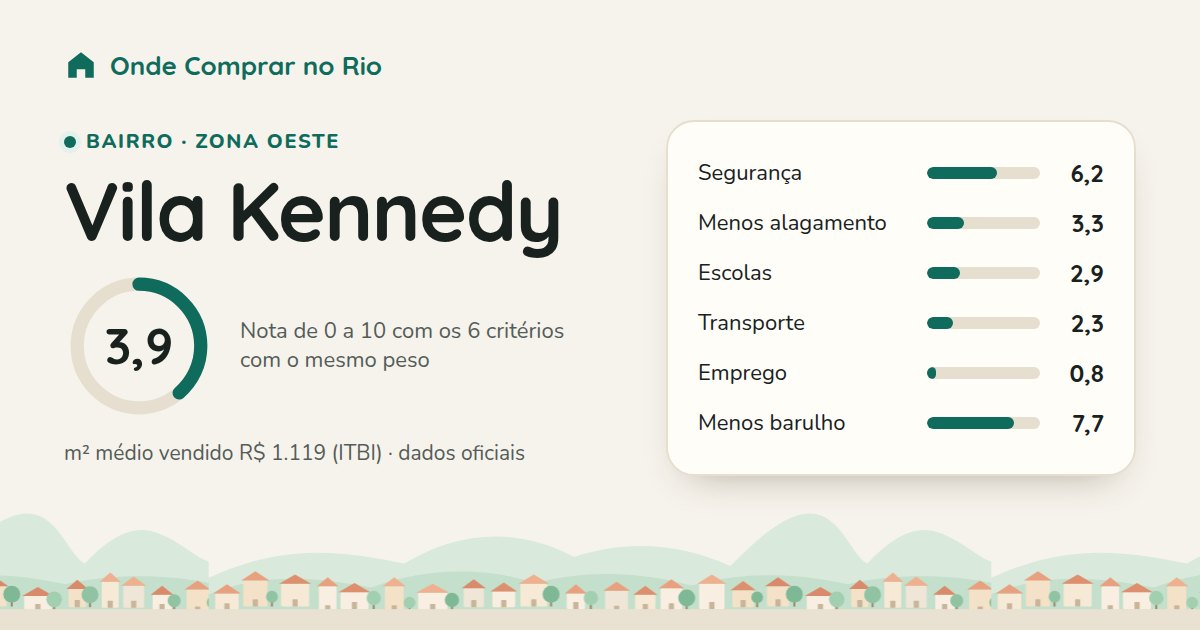 Onde Comprar no Rio
BAIRRO · ZONA OESTE
Vila Kennedy
3,9
Nota de 0 a 10 com os 6 critérios
com o mesmo peso
m² médio vendido R$ 1.119 (ITBI) · dados oficiais
Segurança 6,2
Menos alagamento 3,3
Escolas 2,9
Transporte 2,3
Emprego 0,8
Menos barulho 7,7